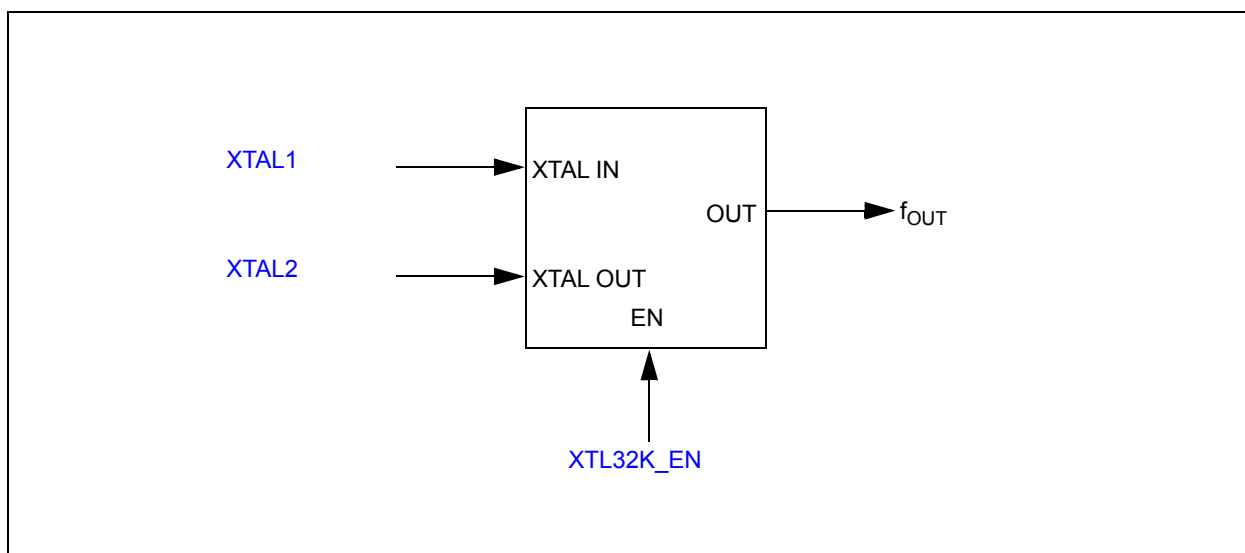 XTAL1
XTAL IN
OUT
fOUT
XTAL2
XTAL OUT
EN
XTL32K_EN